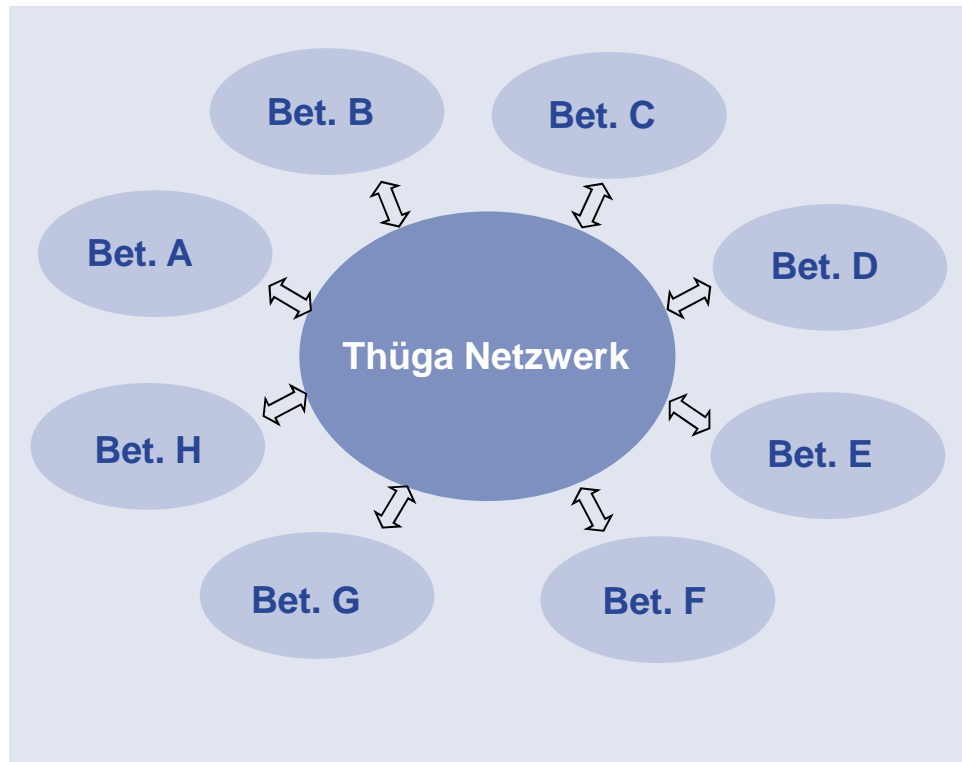 Bet. B
Bet. C
Bet. A
Bet. D
Thüga Netzwerk
Bet. H
Bet. E
Bet. G
Bet. F